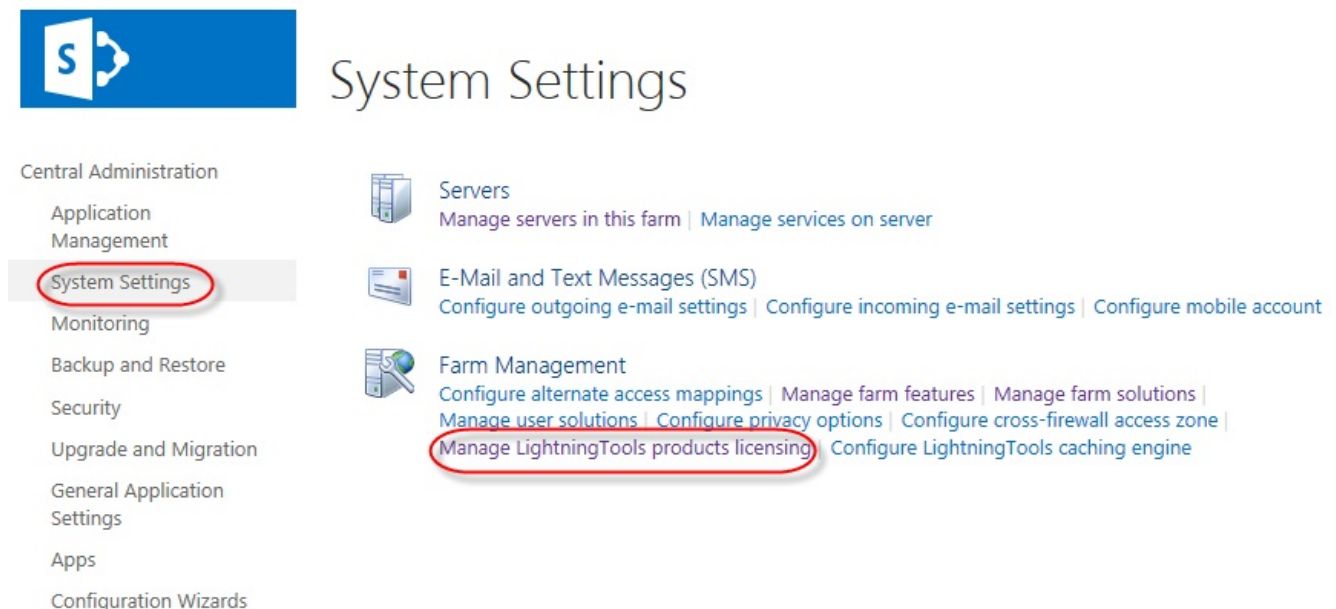 S
System Settings
Central Administration
Application
Management
System Settings
Monitoring
Backup and Restore
Security
Upgrade and Migration
General Application
Settings
Apps
Configuration Wizards
Servers
Manage servers in this farm | Manage services on server
E-Mail and Text Messages (SMS)
Configure outgoing e-mail settings | Configure incoming e-mail settings | Configure mobile account
Farm Management
Configure alternate access mappings | Manage farm features | Manage farm solutions |
Manage user solutions | Configure privacy options | Configure cross-firewall access zone |
Manage LightningTools products licensing | Configure LightningTools caching engine